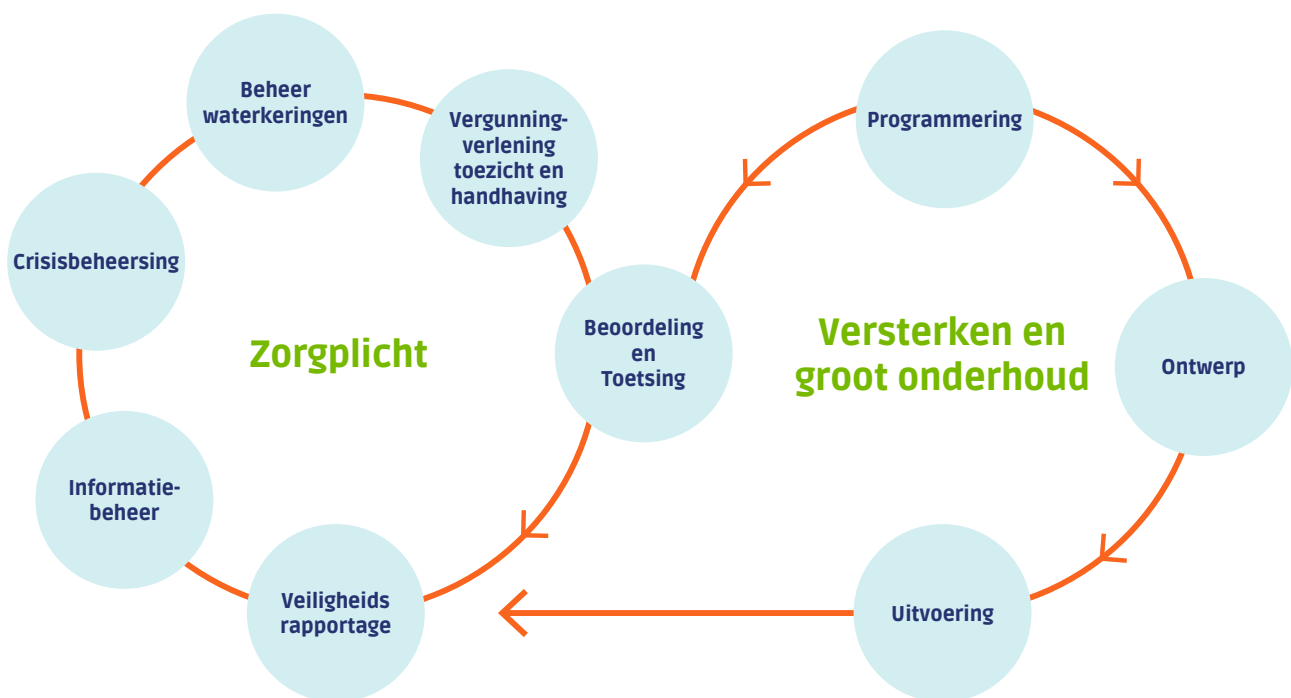 Beheer
waterkeringen
Vergunning-
verlening
toezicht en
handhaving
Programmering
Crisisbeheersing
Zorgplicht
Beoordeling
en
Toetsing
Versterken en
groot onderhoud
Ontwerp
Informatie-
beheer
Veiligheids
rapportage
Uitvoering